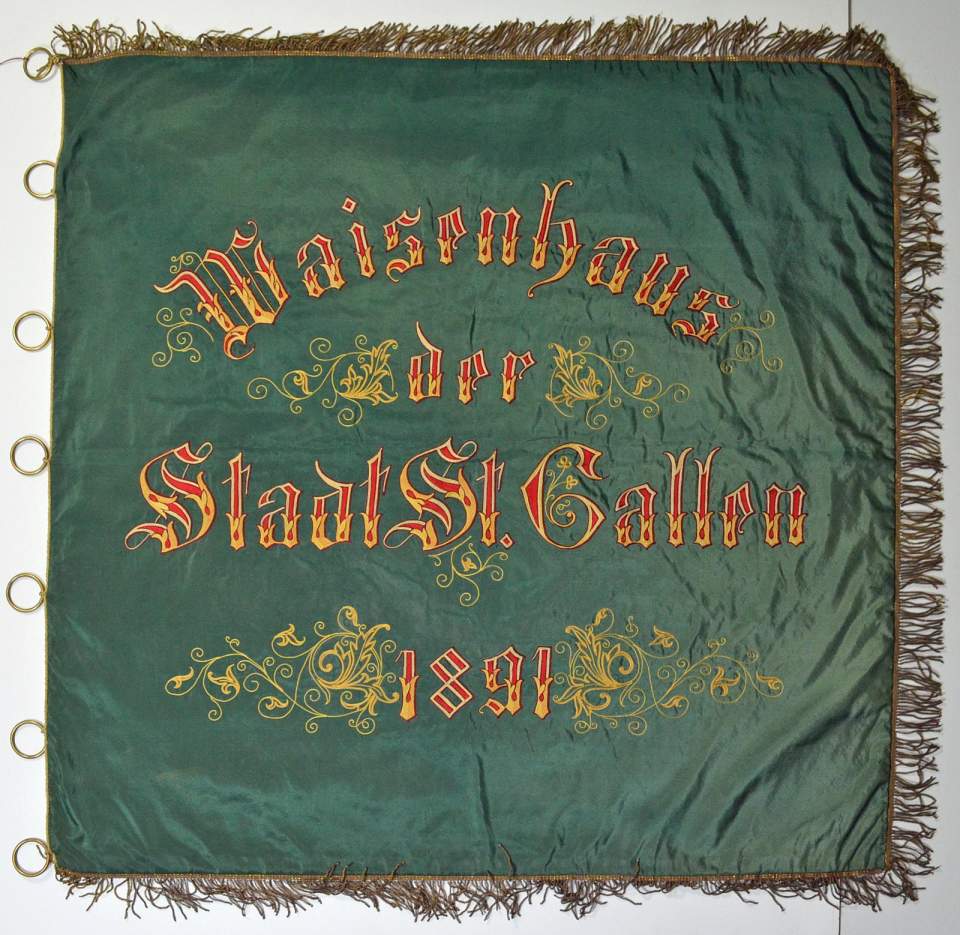 Waisenhaus
der
Stadt St. Gallen
1891